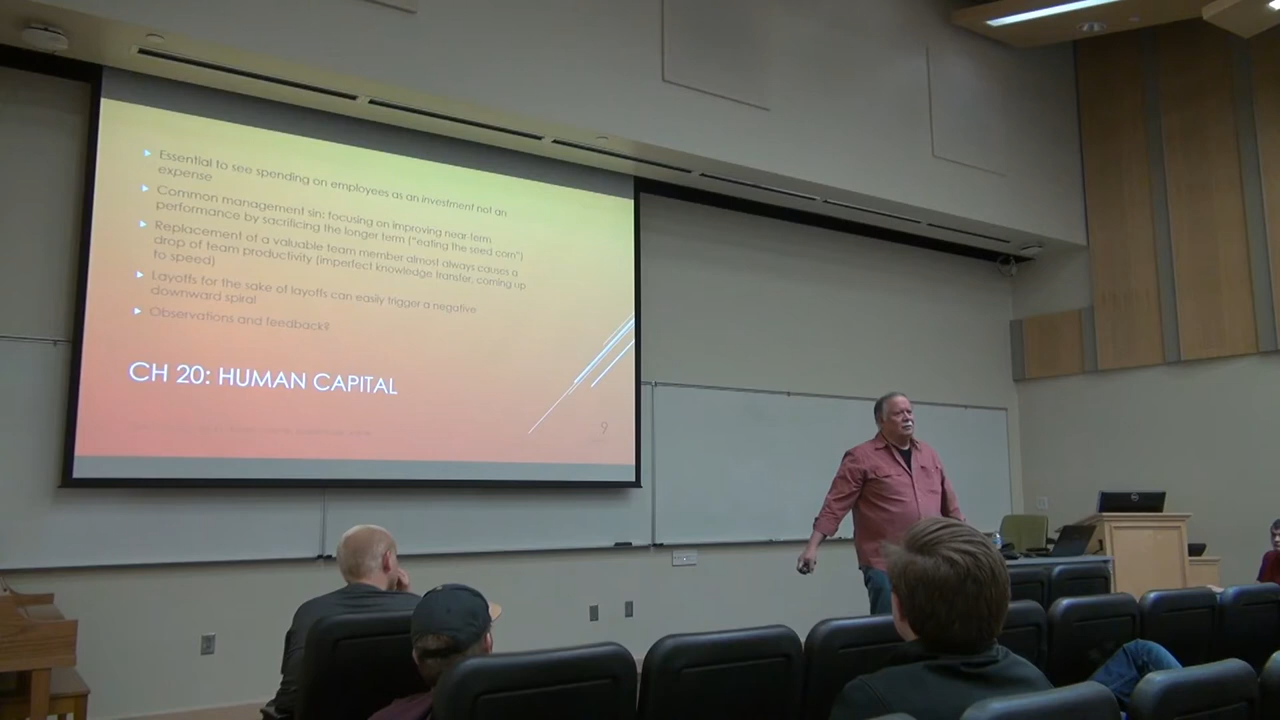 Essential to see spending on employees as an investment not an
expense
Common management sin: focusing on improving near-term
performance by sacrificing the longer term ("eating the seed corn")
Replacement of a valuable team member almost always causes a
drop of team productivity (imperfect knowledge transfer, coming up
to speed)
Layoffs for the sake of layoffs can easily trigger a negative
downward spiral
Observations and feedback?
CH 20: HUMAN CAPITAL
9